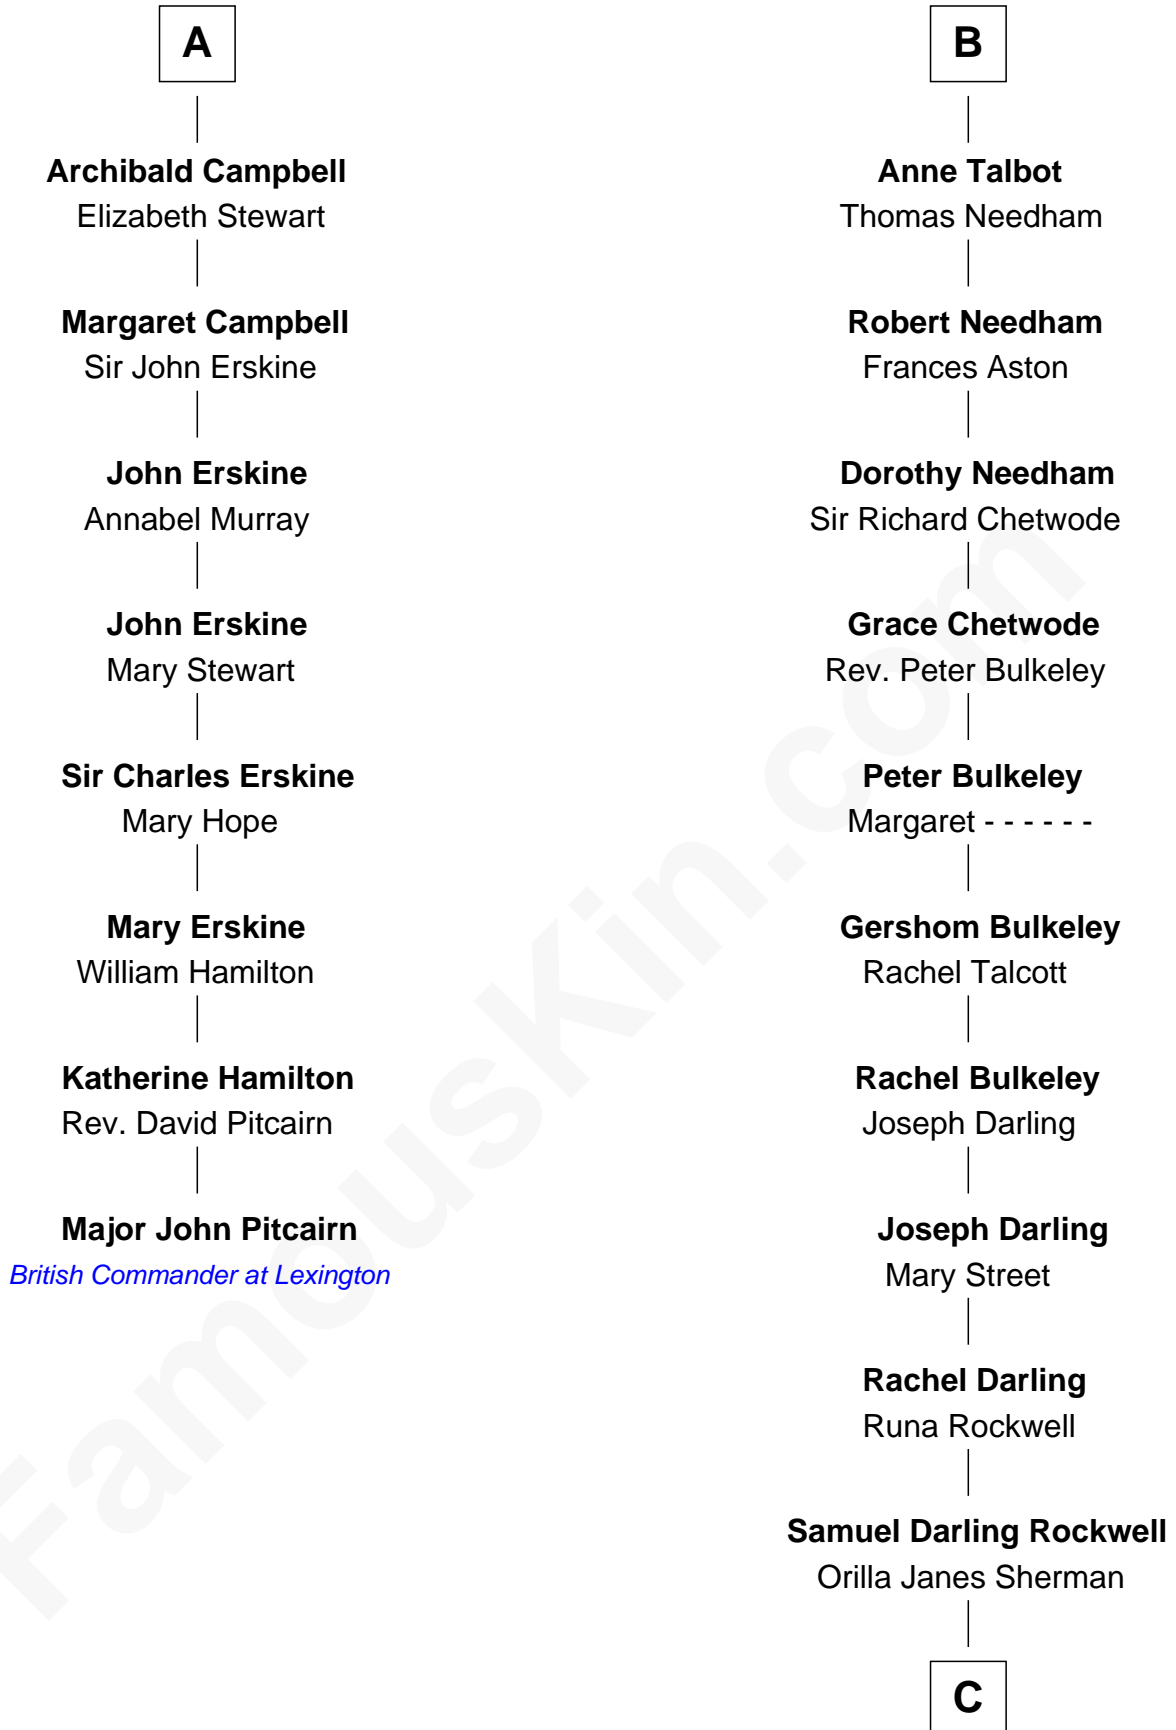 A
Archibald Campbell
Elizabeth Stewart
Margaret Campbell
Sir John Erskine
John Erskine
Annabel Murray
John Erskine
Mary Stewart
Sir Charles Erskine
Mary Hope
Mary Erskine
William Hamilton
Katherine Hamilton
Rev. David Pitcairn
Major John Pitcairn
British Commander at Lexington
B
Anne Talbot
Thomas Needham
Robert Needham
Frances Aston
Dorothy Needham
Sir Richard Chetwode
Grace Chetwode
Rev. Peter Bulkeley
Peter Bulkeley
Margaret - - - - - -
Gershom Bulkeley
Rachel Talcott
Rachel Bulkeley
Joseph Darling
Joseph Darling
Mary Street
Rachel Darling
Runa Rockwell
Samuel Darling Rockwell
Orilla Janes Sherman
C
FamousKin.com